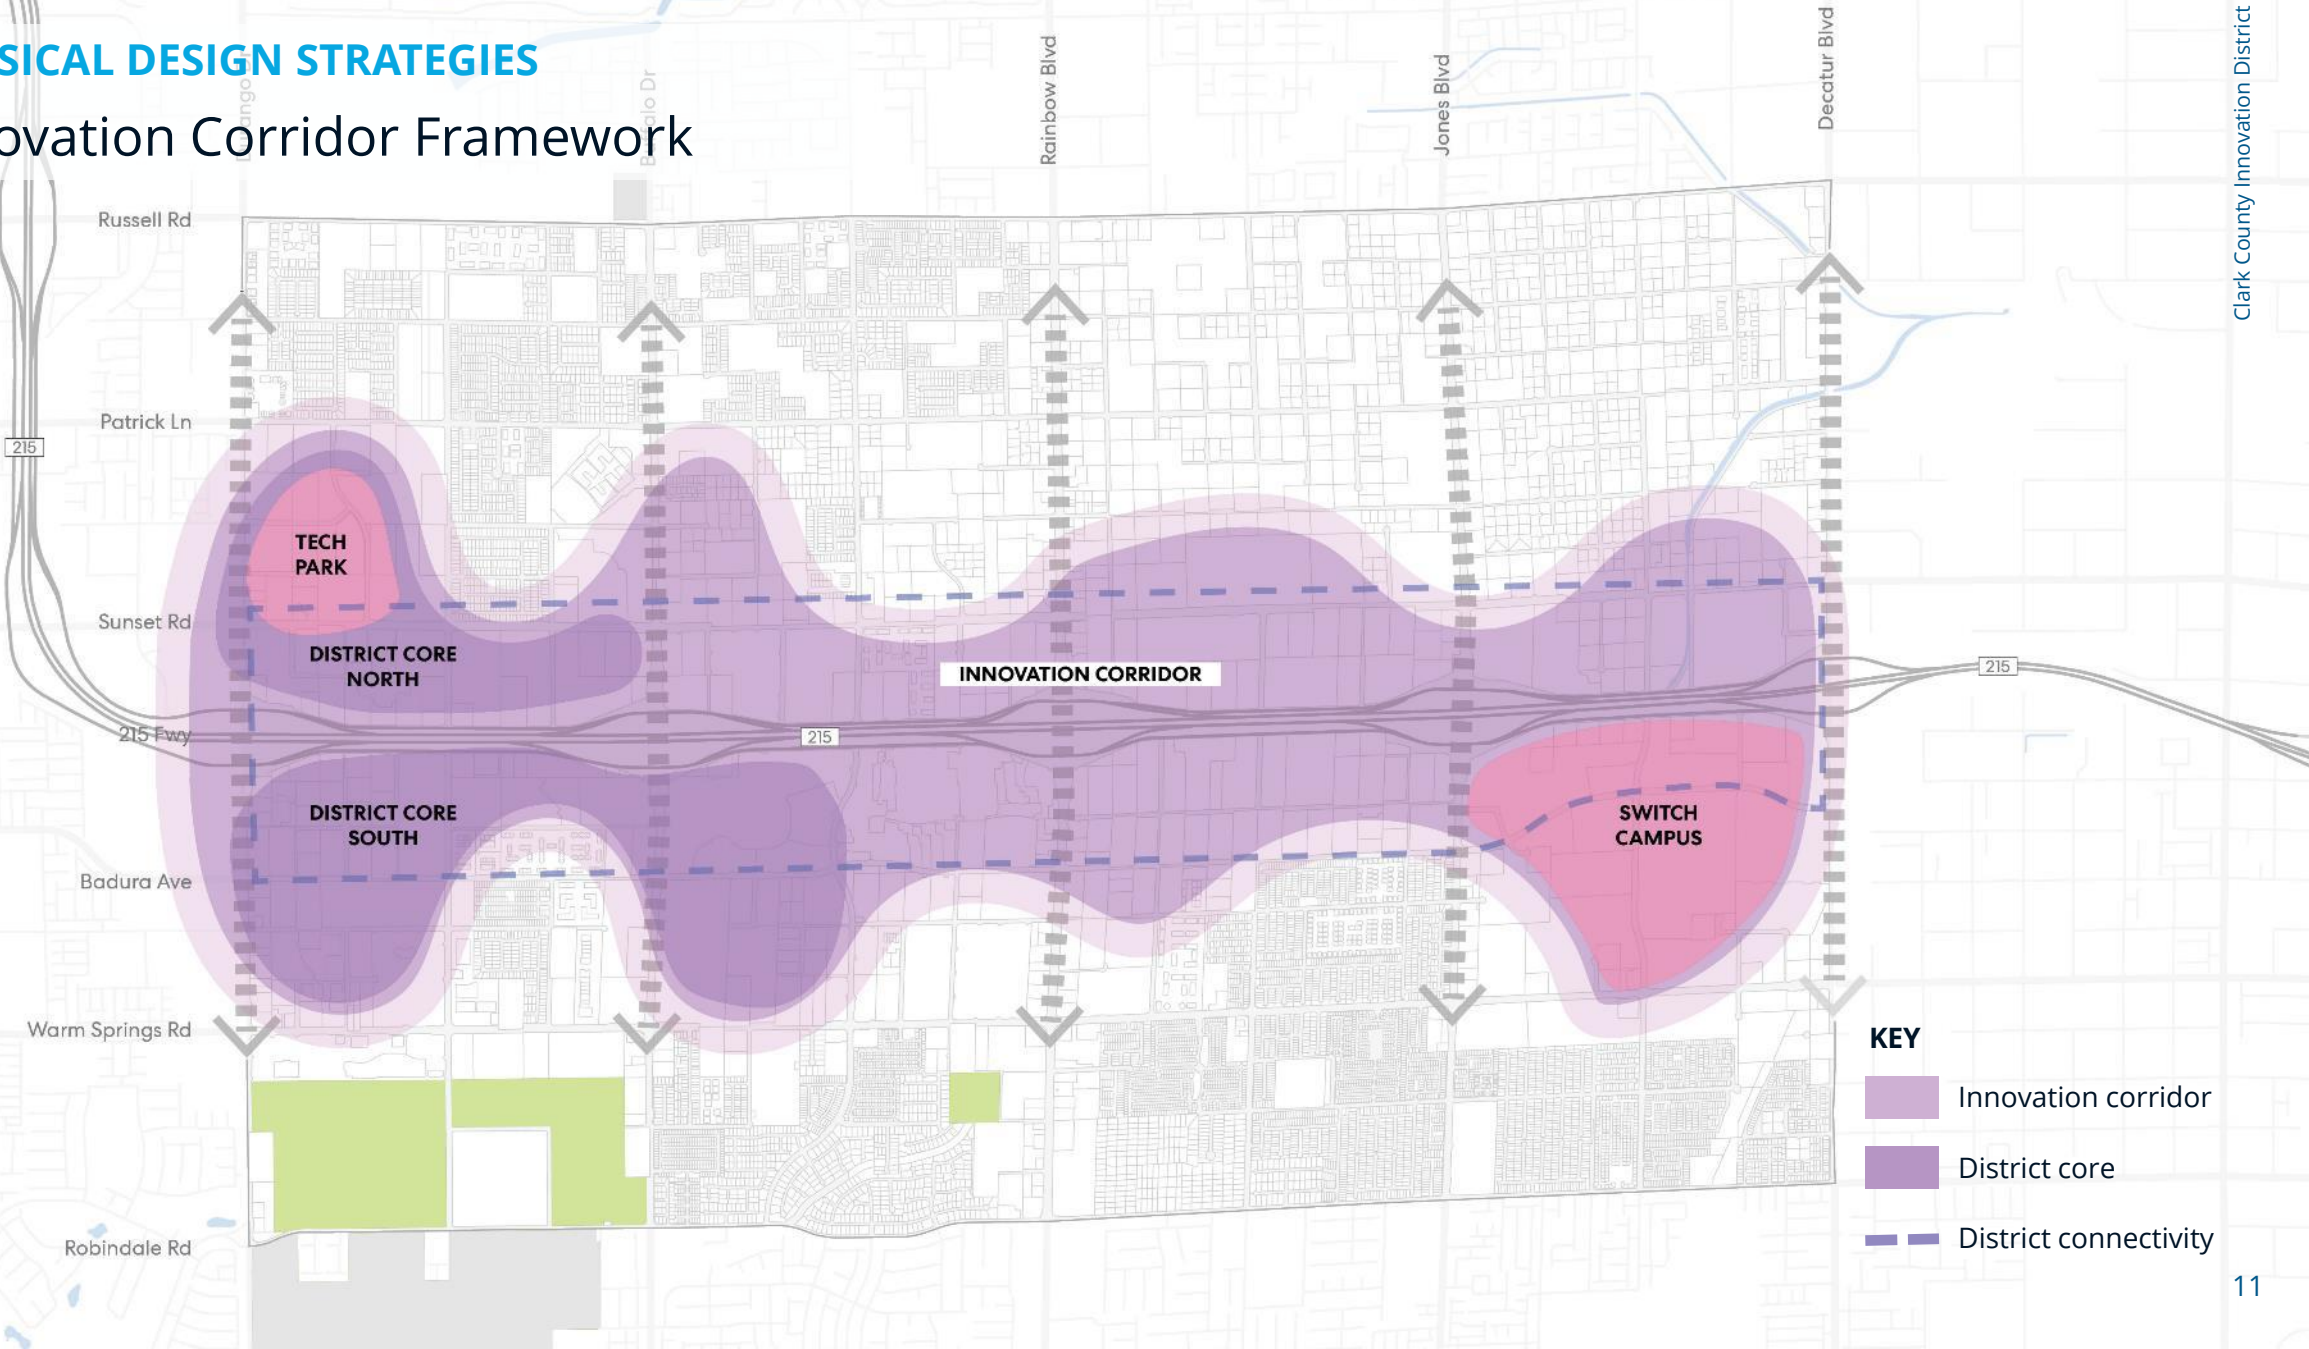 SICAL DESIGN STRATEGIES
ovation Corridor Framework
Rainbow Blvd
Jones Blvd
Decatur Blvd
Clark County Innovation District
Russell Rd
Patrick Ln
215
TECH
PARK
Sunset Rd
DISTRICT CORE
NORTH
INNOVATION CORRIDOR
215
215 Fwy
215
DISTRICT CORE
SOUTH
SWITCH
CAMPUS
Badura Ave
Warm Springs Rd
KEY
Innovation corridor
District core
District connectivity
Robindale Rd
11